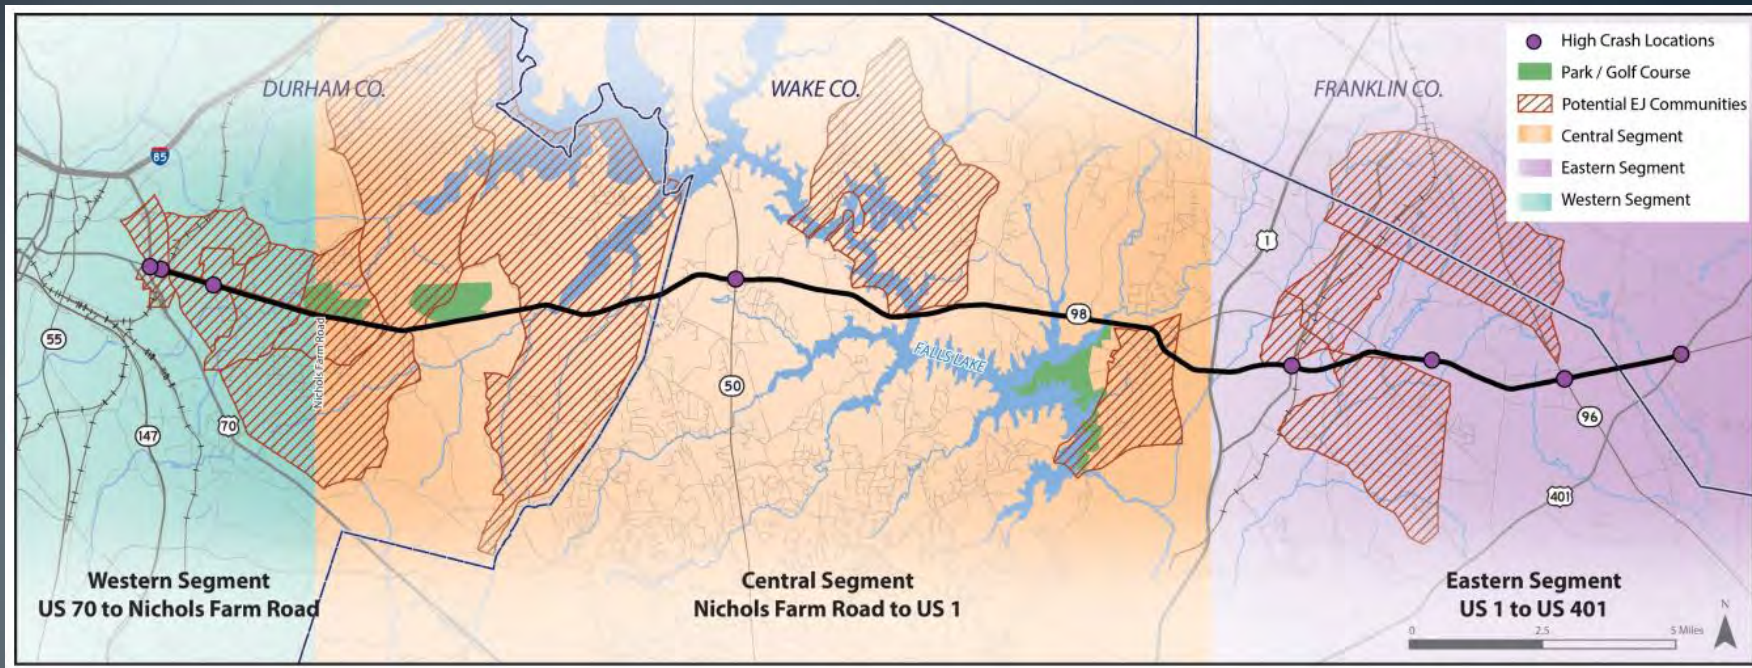 DURHAM CO.
WAKE CO.
FRANKLIN CO.
High Crash Locations
Park / Golf Course
Potential EJ Communities
Central Segment
Eastern Segment
Western Segment
85
1
98
FALLS LAKE
Nichols Farm Road
55
50
147
70
96
401
Western Segment
US 70 to Nichols Farm Road
Central Segment
Nichols Farm Road to US 1
Eastern Segment
US 1 to US 401
N
0 2.5 5 Miles